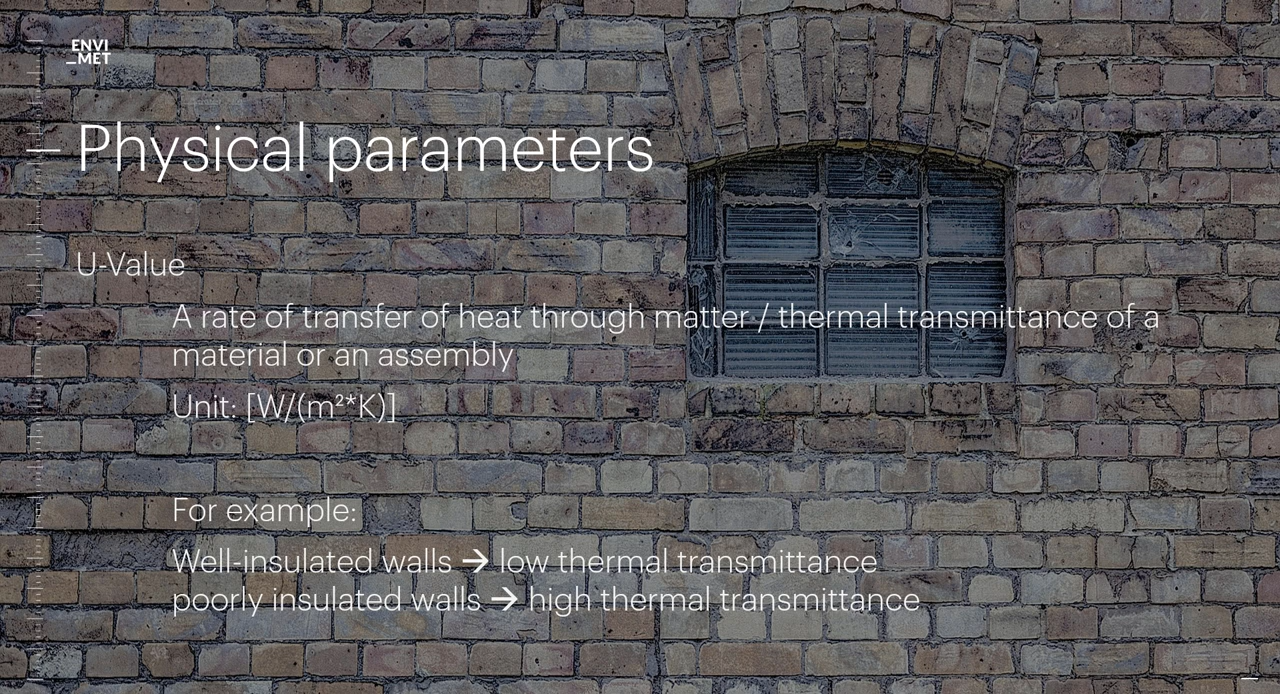 ENVI
_MET
Physical parameters
U-Value
A rate of transfer of heat through matter / thermal transmittance of a
material or an assembly
Unit: [W/(m²*K)]
For example:
Well-insulated walls → low thermal transmittance
poorly insulated walls → high thermal transmittance